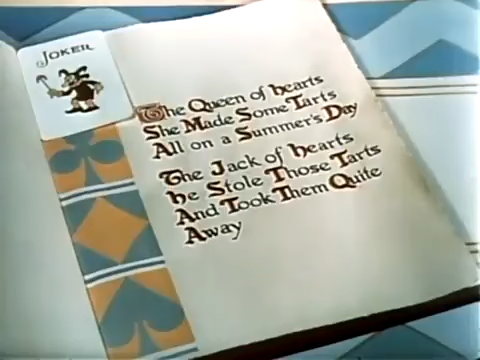 JOKER
The Queen of hearts
She Made Some Tarts
All on a Summer's Day
The Jack of hearts
he Stole Those Tarts
And Took Them Quite
Away